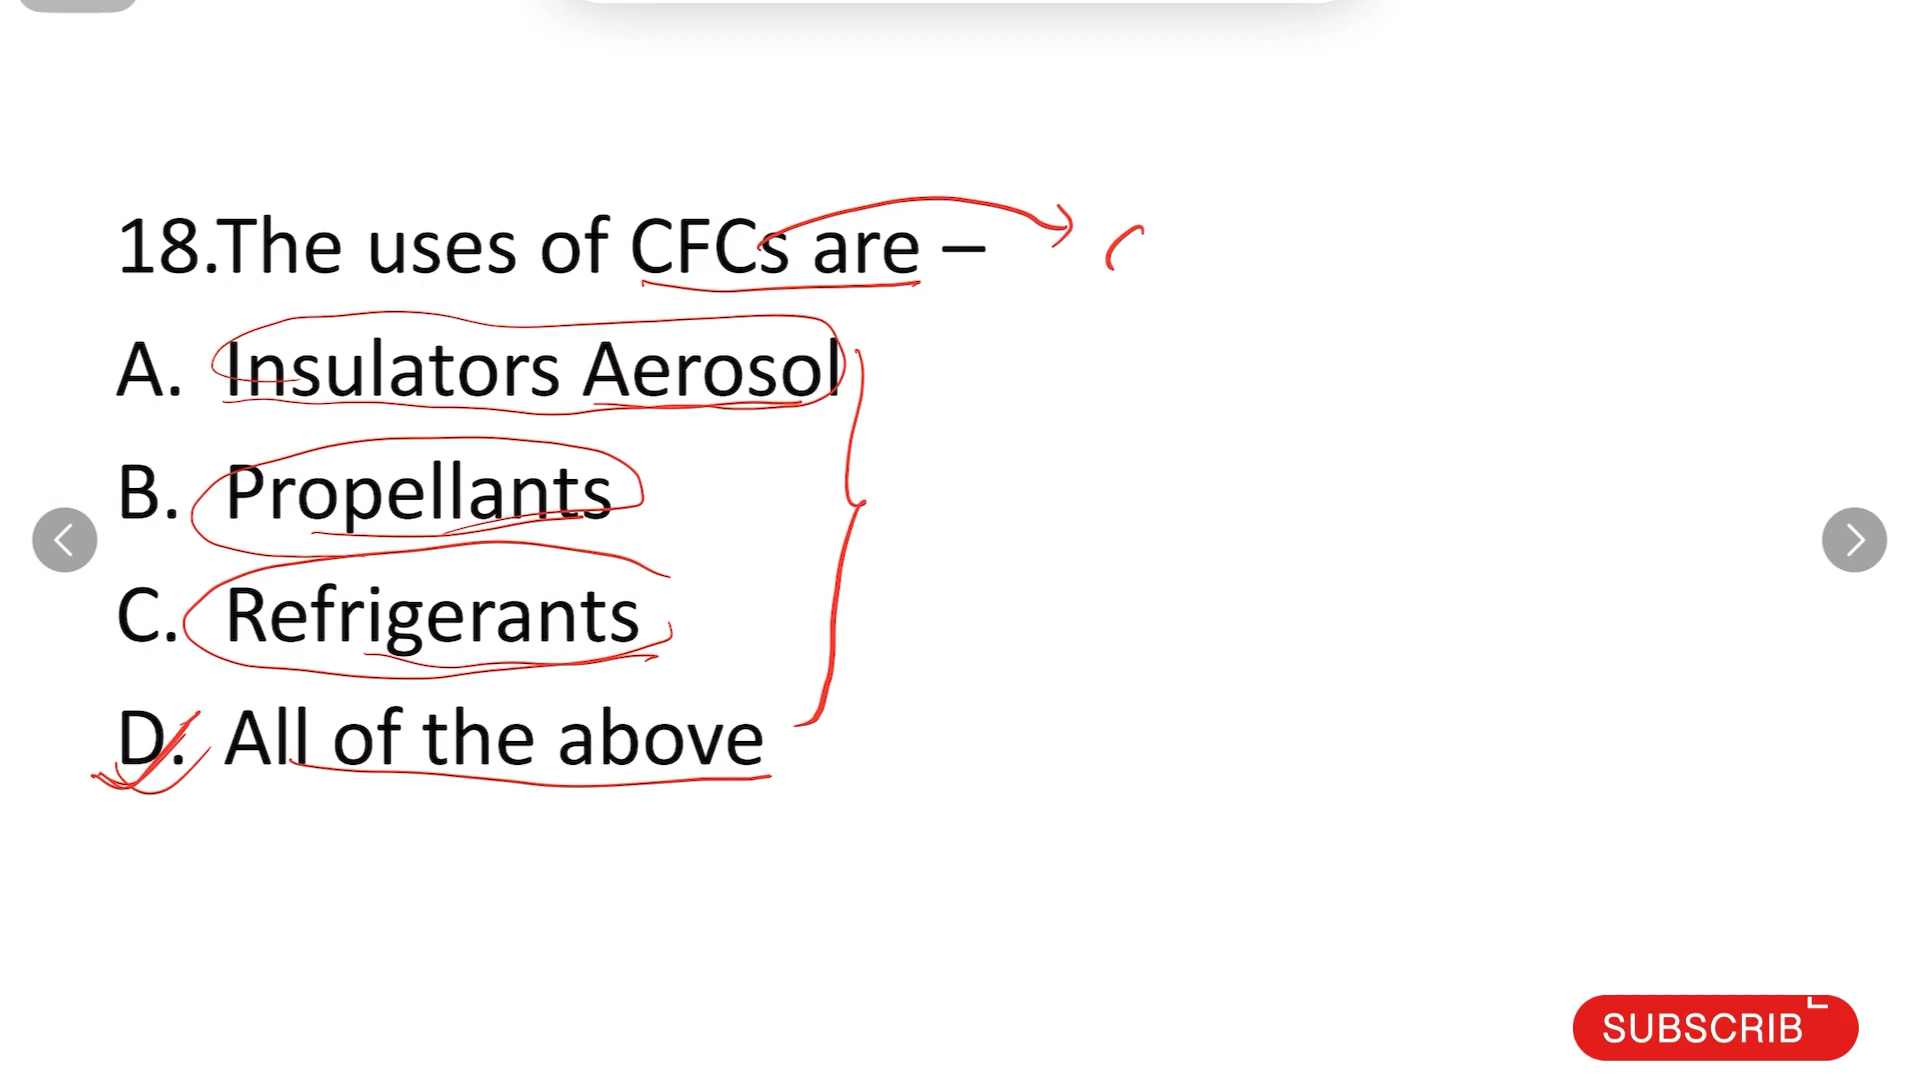 18.The uses of CFCs are –
A. Insulators Aerosol
B. Propellants
C. Refrigerants
D. All of the above
SUBSCRIB